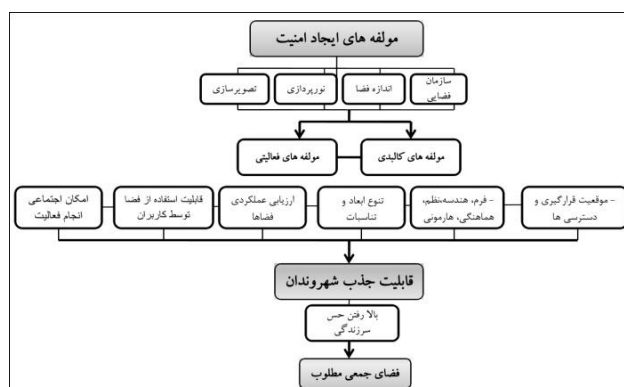 مولفه های ایجاد امنیت
سازمان
فضایی
اندازه فضا
نورپردازی
تصویرسازی
مولفه های کالبدی
مولفه های فعالیتی
- موقعیت قرارگیری و
دسترسی ها
- فرم، هندسه،نظم،
هماهنگی، هارمونی
تنوع ابعاد و
تناسبات
ارزیابی عملکردی
فضاها
قابلیت استفاده از فضا
توسط کاربران
امکان اجتماعی
انجام فعالیت
قابلیت جذب شهروندان
بالا رفتن حس
سرزندگی
فضای جمعی مطلوب